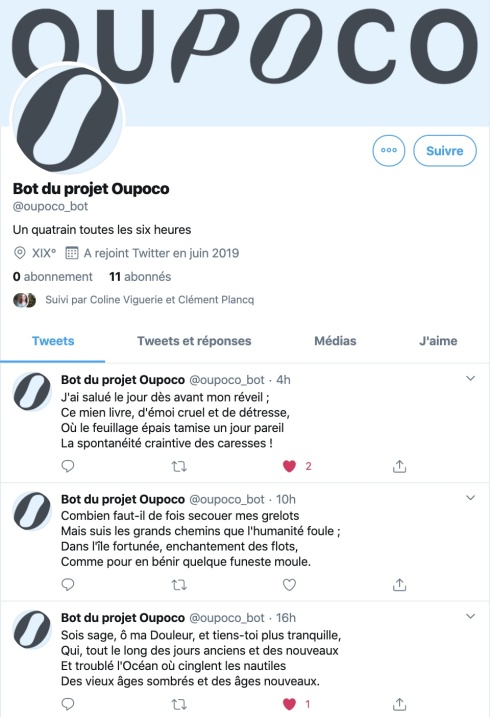 OUPOCO
Suivre
Bot du projet Oupoco
@oupoco_bot
Un quatrain toutes les six heures
XIXᵉ A rejoint Twitter en juin 2019
0 abonnement 11 abonnés
Suivi par Coline Viguerie et Clément Plancq
Tweets Tweets et réponses Médias J'aime
Bot du projet Oupoco @oupoco_bot · 4h
J'ai salué le jour dès avant mon réveil ;
Ce mien livre, d'émoi cruel et de détresse,
Où le feuillage épais tamise un jour pareil
La spontanéité craintive des caresses !
2
Bot du projet Oupoco @oupoco_bot · 10h
Combien faut-il de fois secouer mes grelots
Mais suis les grands chemins que l'humanité foule ;
Dans l'île fortunée, enchantement des flots,
Comme pour en bénir quelque funeste moule.
Bot du projet Oupoco @oupoco_bot · 16h
Sois sage, ô ma Douleur, et tiens-toi plus tranquille,
Qui, tout le long des jours anciens et des nouveaux
Et troublé l'Océan où cinglent les nautiles
Des vieux âges sombrés et des âges nouveaux.
1